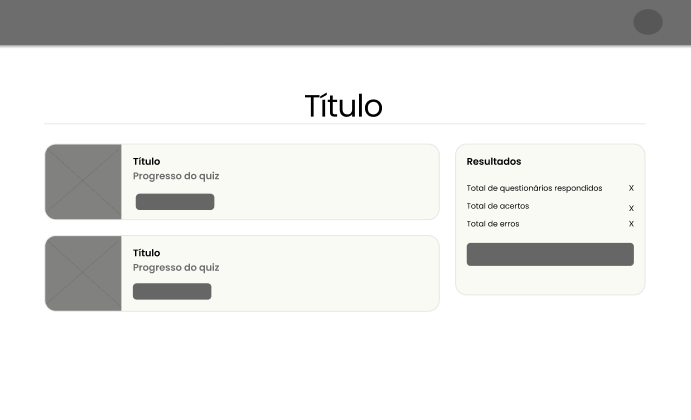 Título
Título
Progresso do quiz
Título
Progresso do quiz
Resultados
Total de questionários respondidos X
Total de acertos X
Total de erros X